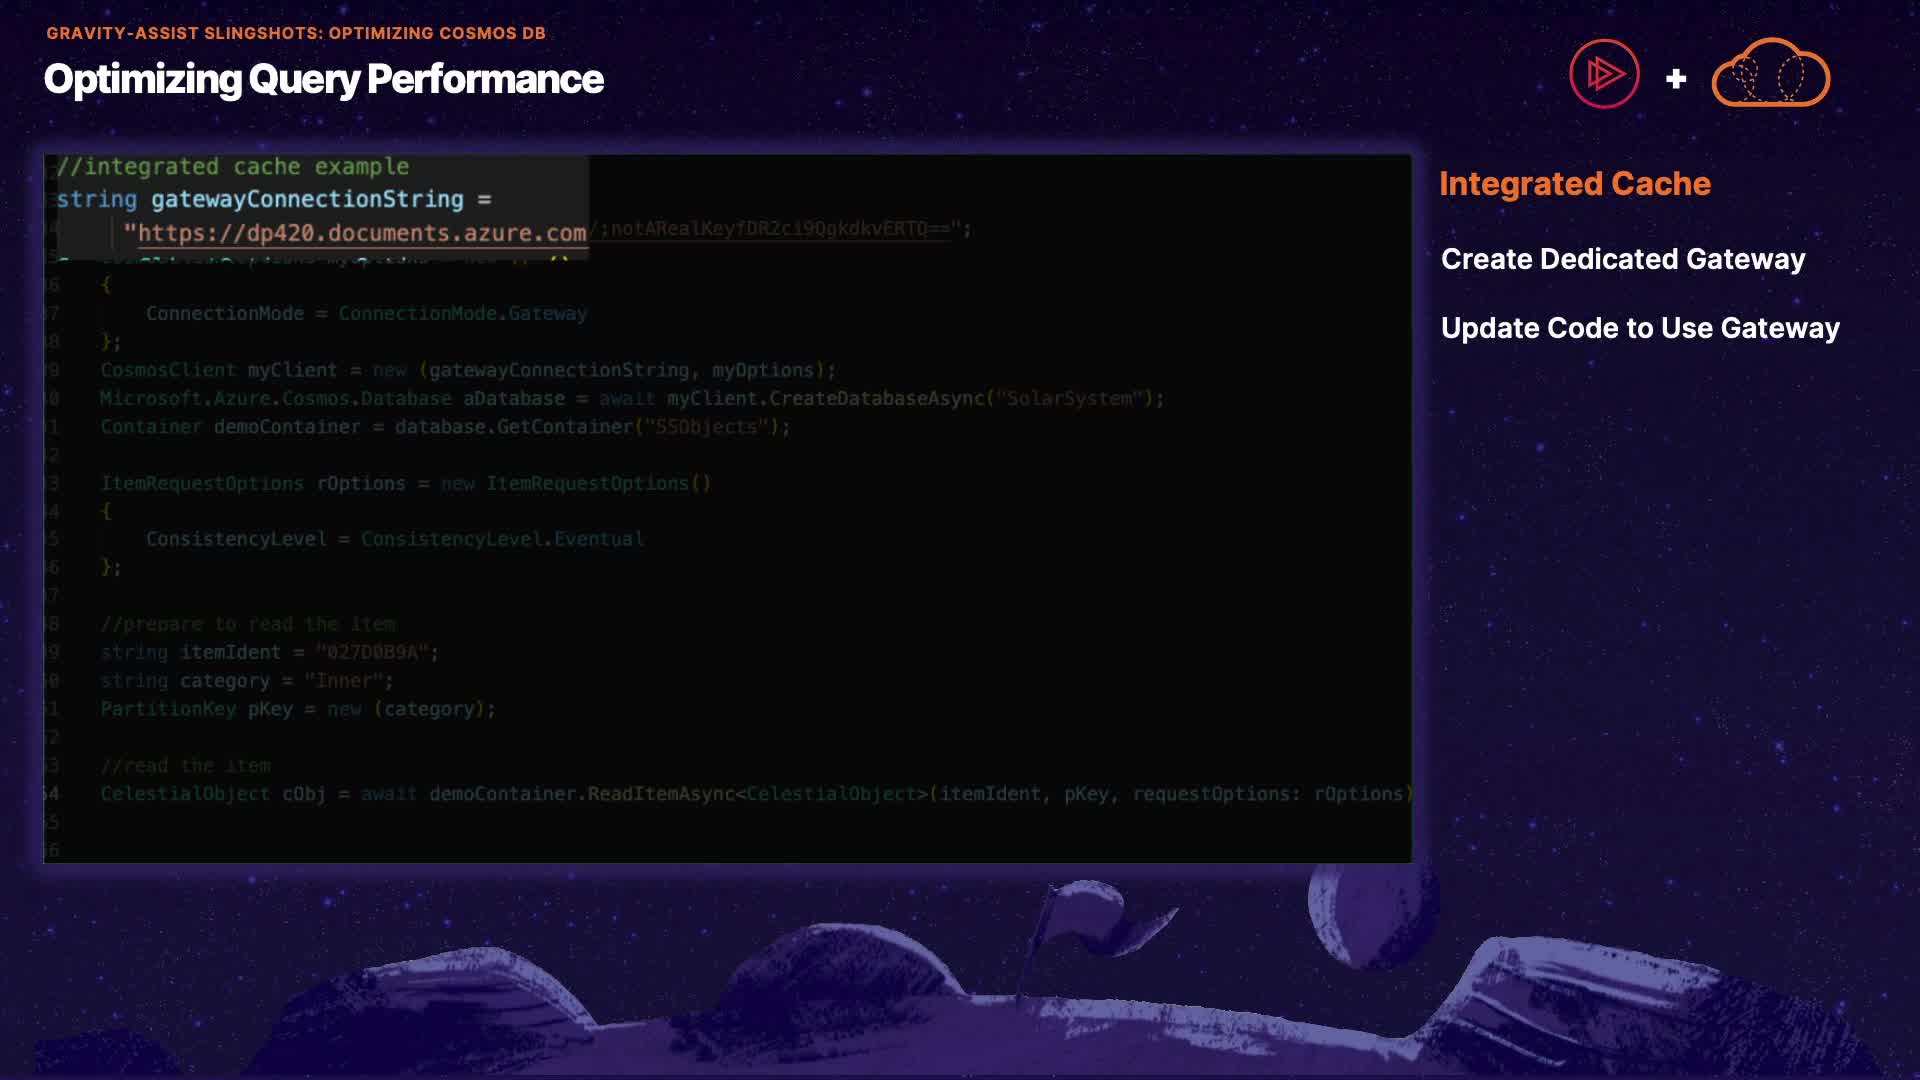 GRAVITY-ASSIST SLINGSHOTS: OPTIMIZING COSMOS DB
Optimizing Query Performance
+
//integrated cache example
string gatewayConnectionString =
"https://dp420.documents.azure.com/;notARealKeyfDR2ci9QgkdkvERTQ==";
{
ConnectionMode = ConnectionMode.Gateway
};
CosmosClient myClient = new (gatewayConnectionString, myOptions);
Microsoft.Azure.Cosmos.Database aDatabase = await myClient.CreateDatabaseAsync("SolarSystem");
Container demoContainer = database.GetContainer("SSObjects");
ItemRequestOptions rOptions = new ItemRequestOptions()
{
ConsistencyLevel = ConsistencyLevel.Eventual
};
//prepare to read the item
string itemIdent = "027D0B9A";
string category = "Inner";
PartitionKey pKey = new (category);
//read the item
CelestialObject cObj = await demoContainer.ReadItemAsync<CelestialObject>(itemIdent, pKey, requestOptions: rOptions)
Integrated Cache
Create Dedicated Gateway
Update Code to Use Gateway